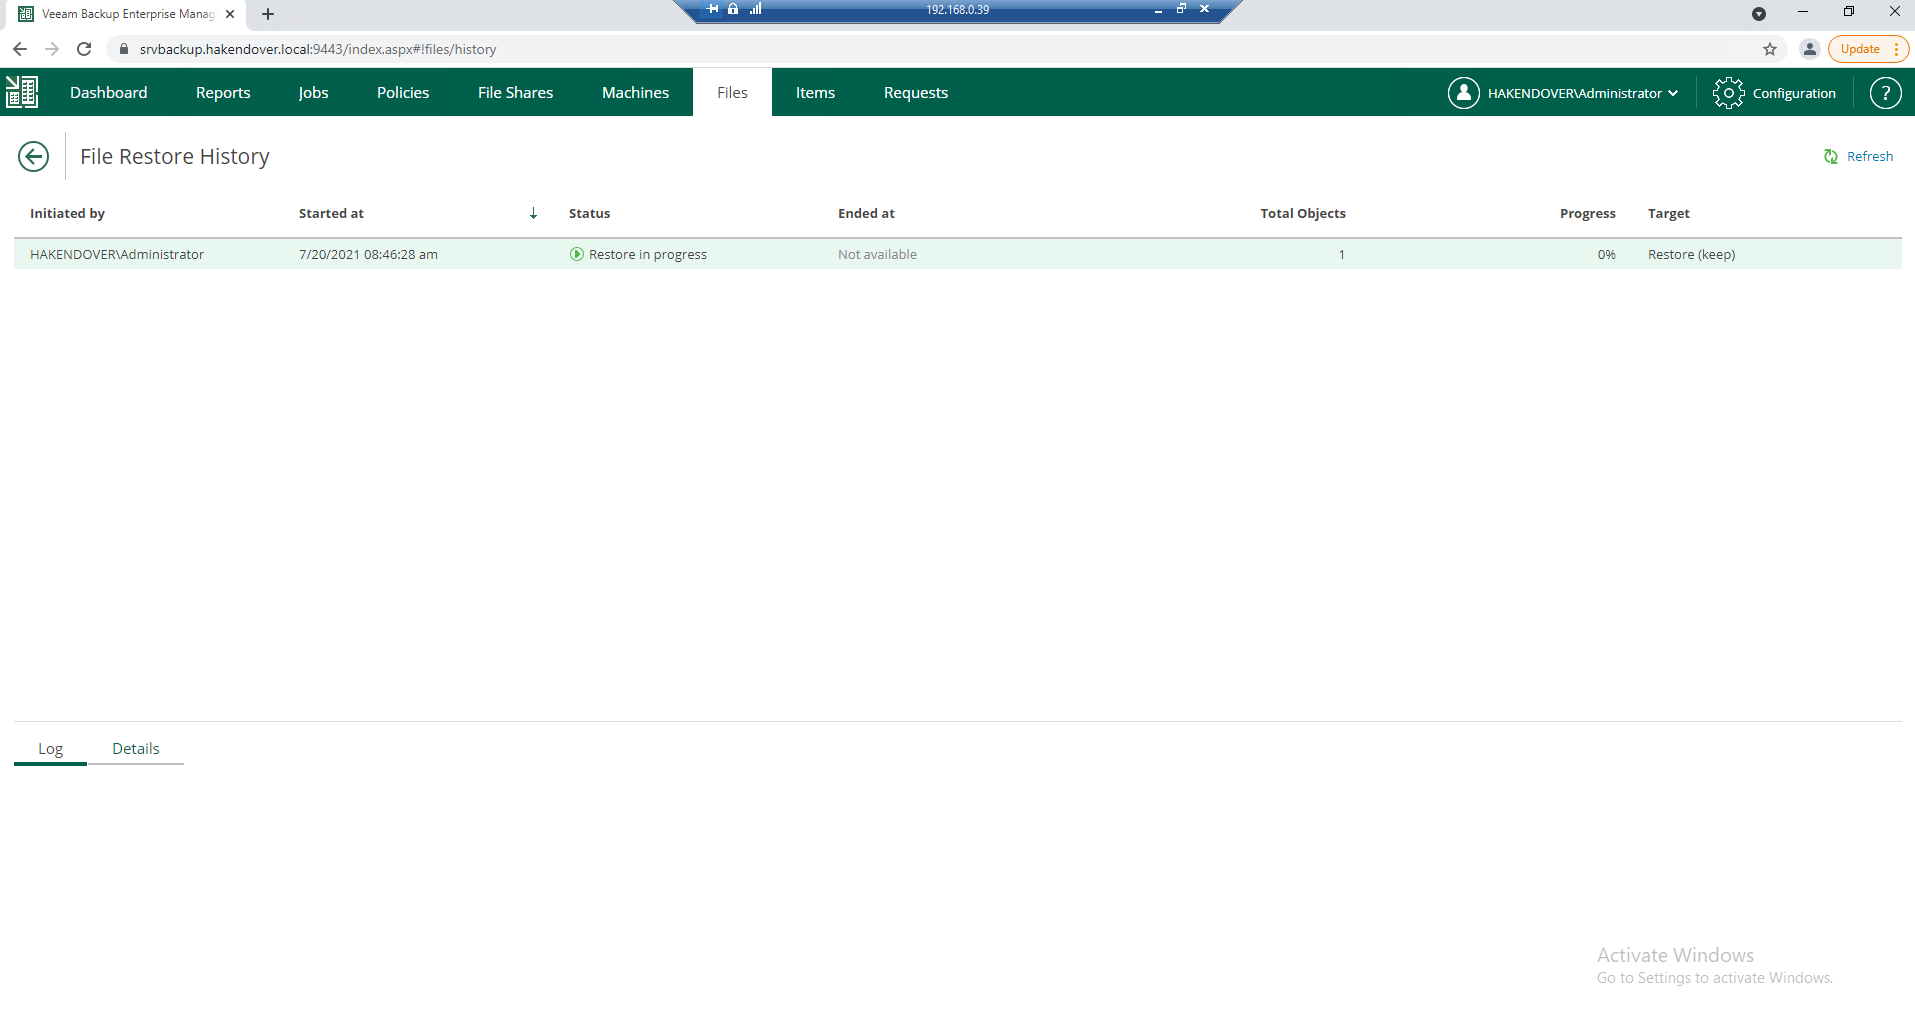 Veeam Backup Enterprise Manag
192.168.0.39
srvbackup.hakendover.local:9443/index.aspx#!files/history
Update
Dashboard Reports Jobs Policies File Shares Machines Files Items Requests HAKENDOVER\Administrator Configuration ?
File Restore History
Refresh
Initiated by Started at Status Ended at Total Objects Progress Target
HAKENDOVER\Administrator 7/20/2021 08:46:28 am Restore in progress Not available 1 0% Restore (keep)
Log Details
Activate Windows
Go to Settings to activate Windows.